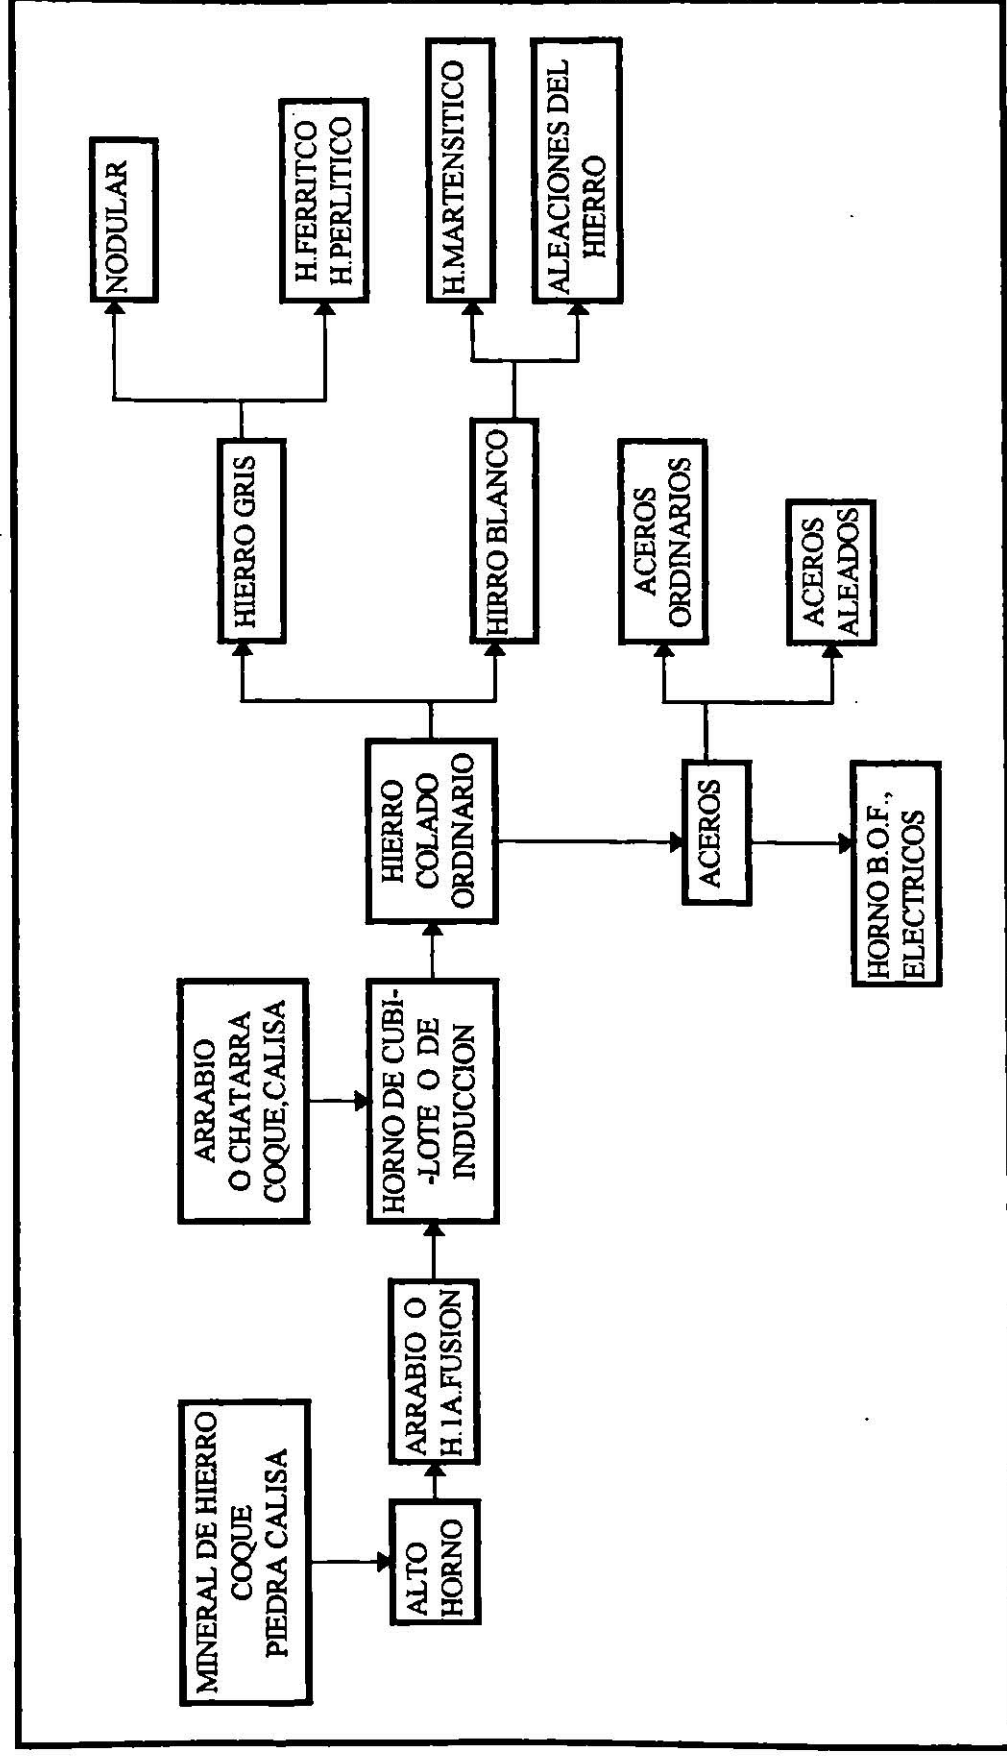 MINERAL DE HIERRO
COQUE
PIEDRA CALISA
ALTO
HORNO
ARRABIO O
H.1A.FUSION
ARRABIO
O CHATARRA
COQUE,CALISA
HORNO DE CUBI-
-LOTE O DE
INDUCCION
HIERRO
COLADO
ORDINARIO
HIERRO GRIS
NODULAR
H.FERRITCO
H.PERLITICO
HIRRO BLANCO
H.MARTENSITICO
ALEACIONES DEL
HIERRO
ACEROS
ACEROS
ORDINARIOS
ACEROS
ALEADOS
HORNO B.O.F.,
ELECTRICOS